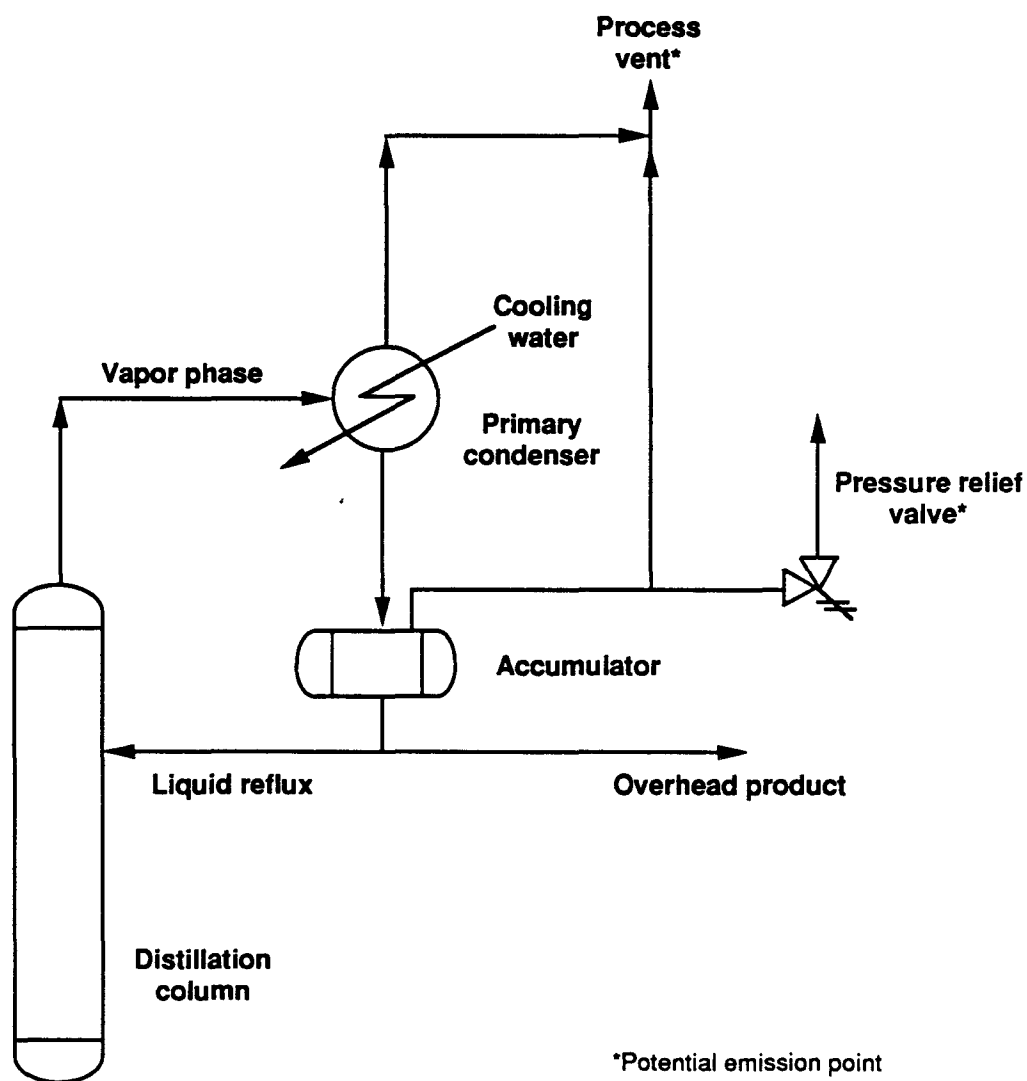 Process
vent*
Cooling
water
Vapor phase
Primary
condenser
Pressure relief
valve*
Accumulator
Liquid reflux
Overhead product
Distillation
column
*Potential emission point